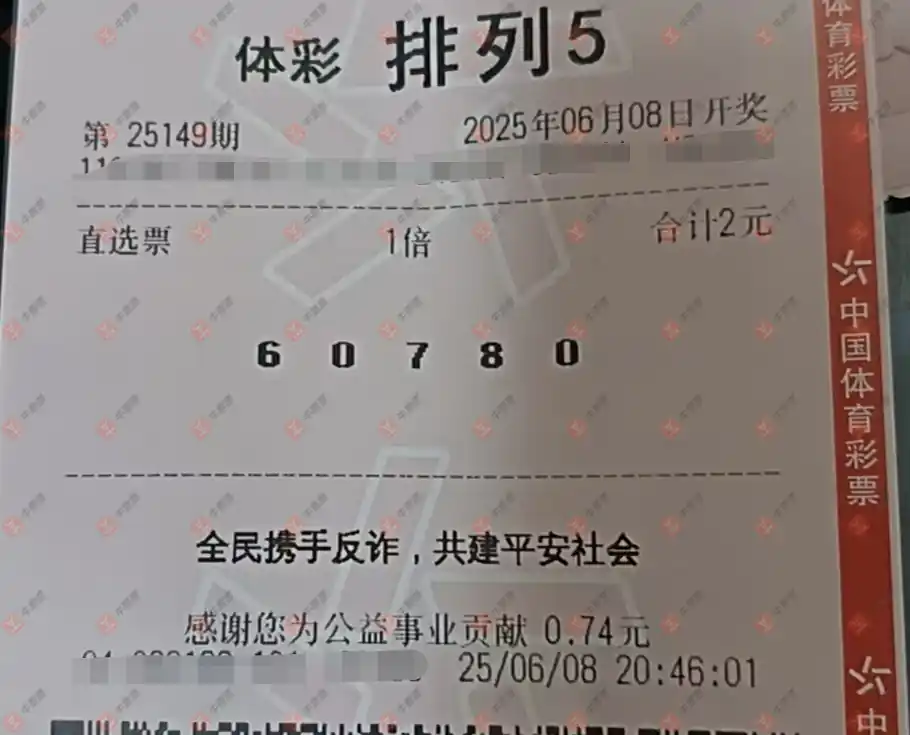 体彩 排列5
第 25149期 2025年06月08日开奖
直选票 1倍 合计2元
6 0 7 8 0
全民携手反诈，共建平安社会
感谢您为公益事业贡献 0.74元
25/06/08 20:46:01
体育彩票
中国体育彩票
中